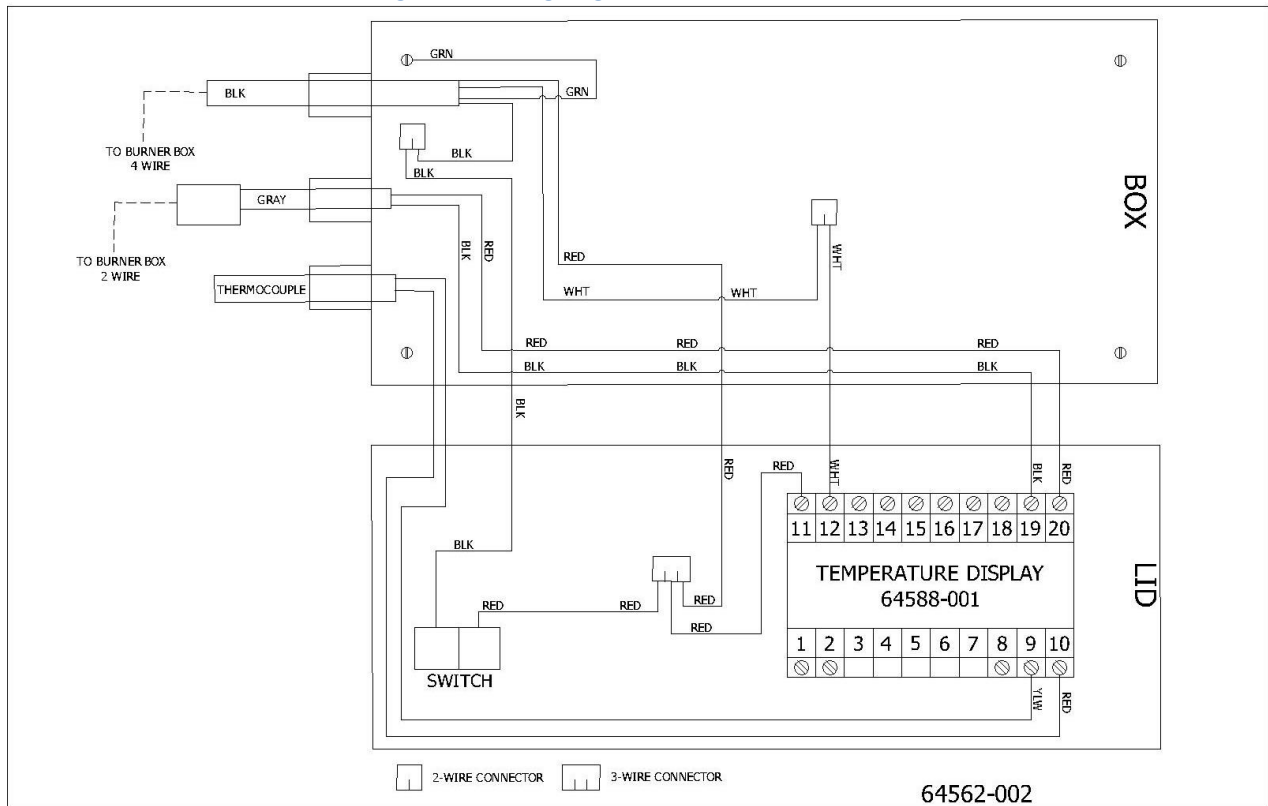 GRN
BLK
GRN
TO BURNER BOX
4 WIRE
BLK
BLK
GRAY
BOX
TO BURNER BOX
2 WIRE
BLK
RED
RED
WHT
THERMOCOUPLE
WHT
WHT
RED
RED
RED
BLK
BLK
BLK
BLK
RED
RED
WHT
BLK
RED
11 12 13 14 15 16 17 18 19 20
BLK
TEMPERATURE DISPLAY
64588-001
LID
RED
RED
RED
RED
1 2 3 4 5 6 7 8 9 10
SWITCH
YLW
RED
2-WIRE CONNECTOR
3-WIRE CONNECTOR
64562-002